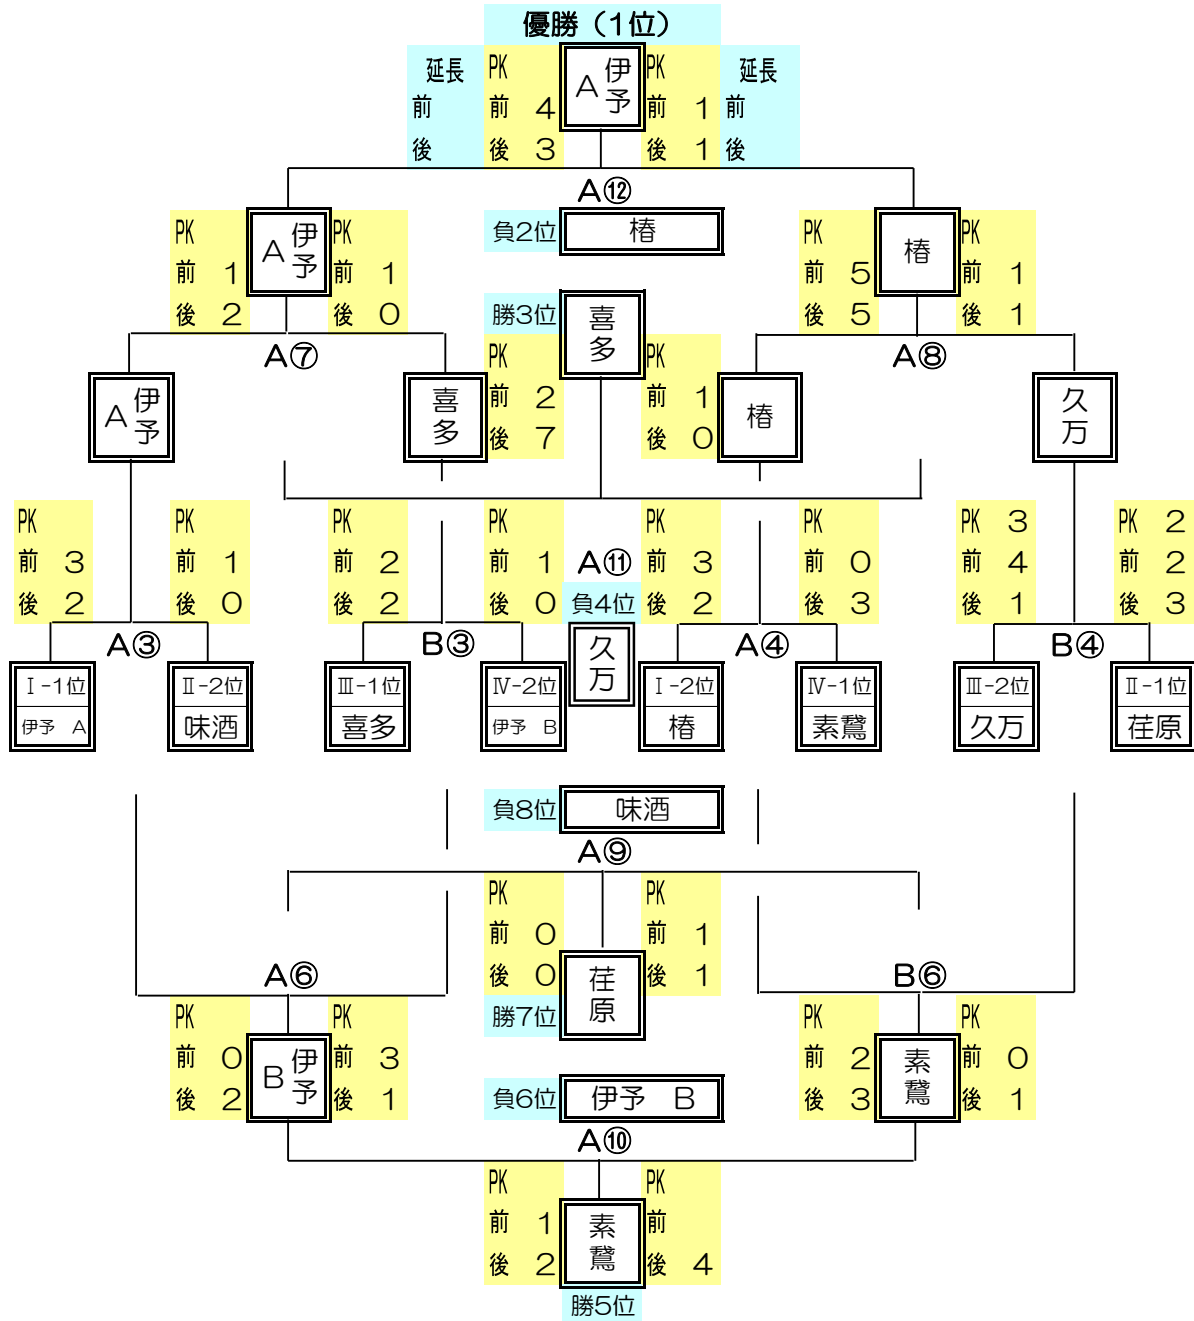 優勝（1位）
延長 PK A伊予 PK 延長
前 前 4 前 1 前
後 後 3 後 1 後
A⑫
PK A伊予 PK 負2位 椿 PK 椿 PK
前 1 前 1 前 5 前 1
後 2 後 0 勝3位 喜多 後 5 後 1
A⑦ PK PK A⑧
A伊予 喜多 前 2 前 1 椿 久万
後 7 後 0
PK PK PK PK PK PK PK 3 PK 2
前 3 前 1 前 2 前 1 A⑪ 前 3 前 0 前 4 前 2
後 2 後 0 後 2 後 0 負4位 後 2 後 3 後 1 後 3
A③ B③ 久万 A④ B④
Ⅰ-1位 Ⅱ-2位 Ⅲ-1位 Ⅳ-2位 Ⅰ-2位 Ⅳ-1位 Ⅲ-2位 Ⅱ-1位
伊予 A 味酒 喜多 伊予 B 椿 素鵞 久万 荏原
負8位 味酒
A⑨
PK PK
前 0 前 1
A⑥ 後 0 荏原 後 1 B⑥
PK PK 勝7位 PK PK
前 0 B伊予 前 3 前 2 素鵞 前 0
後 2 後 1 負6位 伊予 B 後 3 後 1
A⑩
PK PK
前 1 素鵞 前
後 2 後 4
勝5位